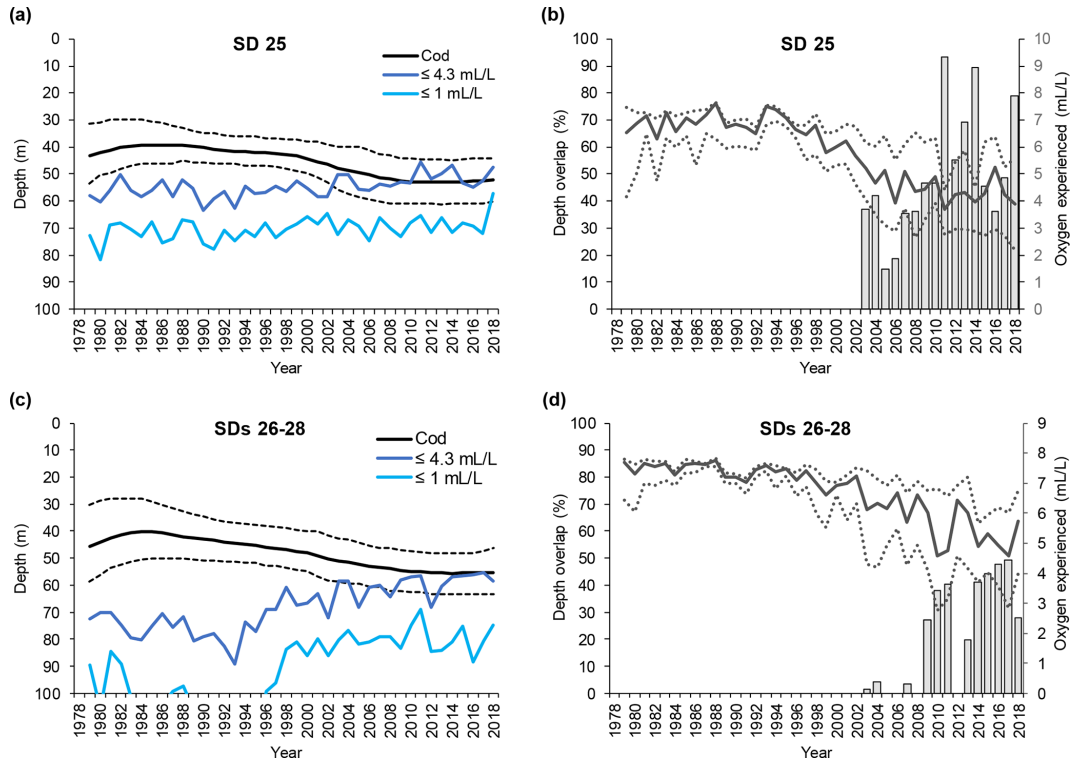 (a)
SD 25
Cod
≤ 4.3 mL/L
≤ 1 mL/L
Depth (m)
0
10
20
30
40
50
60
70
80
90
100
1978 1980 1982 1984 1986 1988 1990 1992 1994 1996 1998 2000 2002 2004 2006 2008 2010 2012 2014 2016 2018
Year
(b)
SD 25
Depth overlap (%)
100
90
80
70
60
50
40
30
20
10
0
10
9
8
7
6
5
4
3
2
1
0
Oxygen experienced (mL/L)
1978 1980 1982 1984 1986 1988 1990 1992 1994 1996 1998 2000 2002 2004 2006 2008 2010 2012 2014 2016 2018
Year
(c)
SDs 26-28
Cod
≤ 4.3 mL/L
≤ 1 mL/L
Depth (m)
0
10
20
30
40
50
60
70
80
90
100
1978 1980 1982 1984 1986 1988 1990 1992 1994 1996 1998 2000 2002 2004 2006 2008 2010 2012 2014 2016 2018
Year
(d)
SDs 26-28
Depth overlap (%)
100
90
80
70
60
50
40
30
20
10
0
9
8
7
6
5
4
3
2
1
0
Oxygen experienced (mL/L)
1978 1980 1982 1984 1986 1988 1990 1992 1994 1996 1998 2000 2002 2004 2006 2008 2010 2012 2014 2016 2018
Year